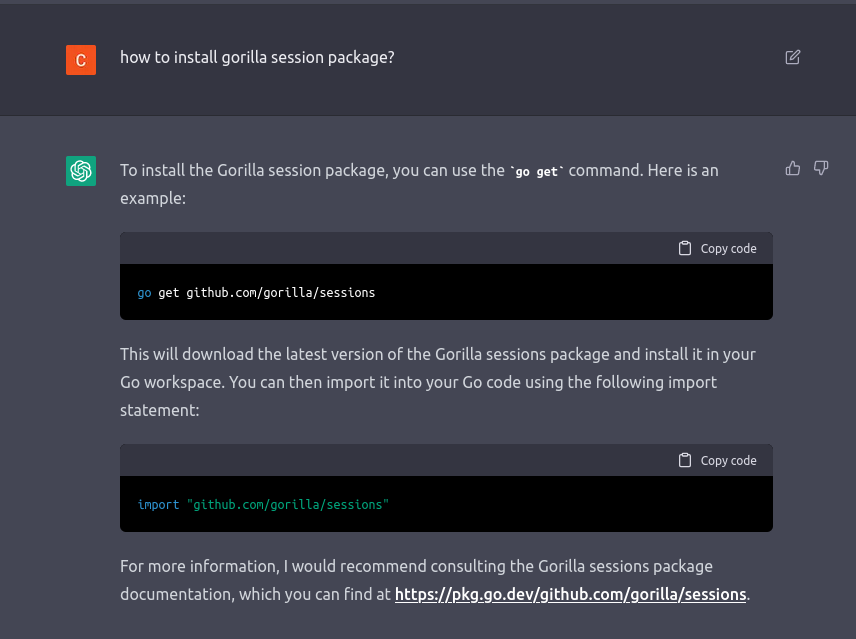 C
how to install gorilla session package?
To install the Gorilla session package, you can use the `go get` command. Here is an
example:
Copy code
go get github.com/gorilla/sessions
This will download the latest version of the Gorilla sessions package and install it in your
Go workspace. You can then import it into your Go code using the following import
statement:
Copy code
import "github.com/gorilla/sessions"
For more information, I would recommend consulting the Gorilla sessions package
documentation, which you can find at https://pkg.go.dev/github.com/gorilla/sessions.